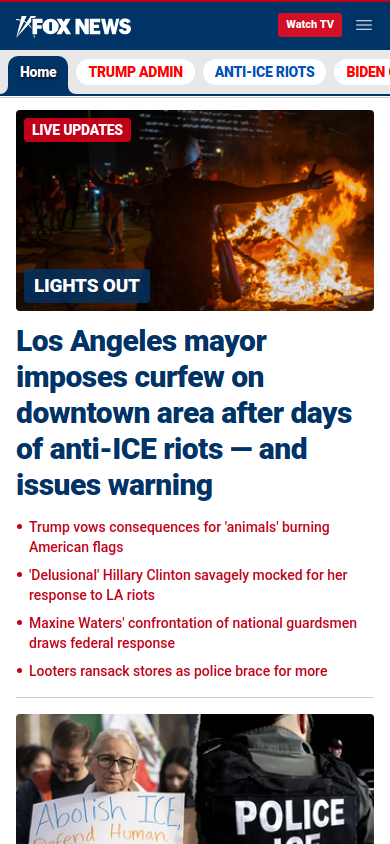 FOX NEWS
Watch TV
Home
TRUMP ADMIN
ANTI-ICE RIOTS
BIDEN
LIVE UPDATES
LIGHTS OUT
Los Angeles mayor
imposes curfew on
downtown area after days
of anti-ICE riots — and
issues warning
Trump vows consequences for 'animals' burning
American flags
'Delusional' Hillary Clinton savagely mocked for her
response to LA riots
Maxine Waters' confrontation of national guardsmen
draws federal response
Looters ransack stores as police brace for more
Abolish ICE,
Defend Human
POLICE
ICE